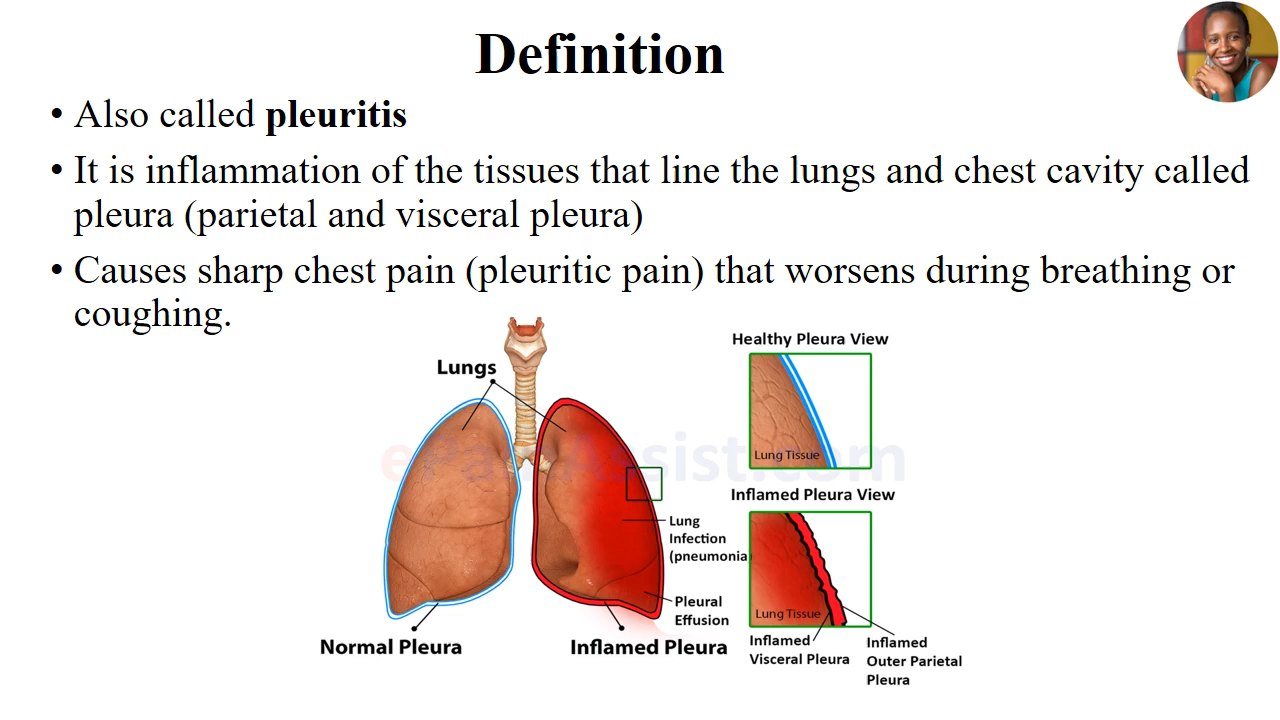 Definition
• Also called pleuritis
• It is inflammation of the tissues that line the lungs and chest cavity called
pleura (parietal and visceral pleura)
• Causes sharp chest pain (pleuritic pain) that worsens during breathing or
coughing.
Healthy Pleura View
Lungs
Lung Tissue
ePainAssist.com
Inflamed Pleura View
Lung
Infection
(pneumonia)
Pleural
Effusion
Lung Tissue
Normal Pleura
Inflamed Pleura
Inflamed
Visceral Pleura
Inflamed
Outer Parietal
Pleura